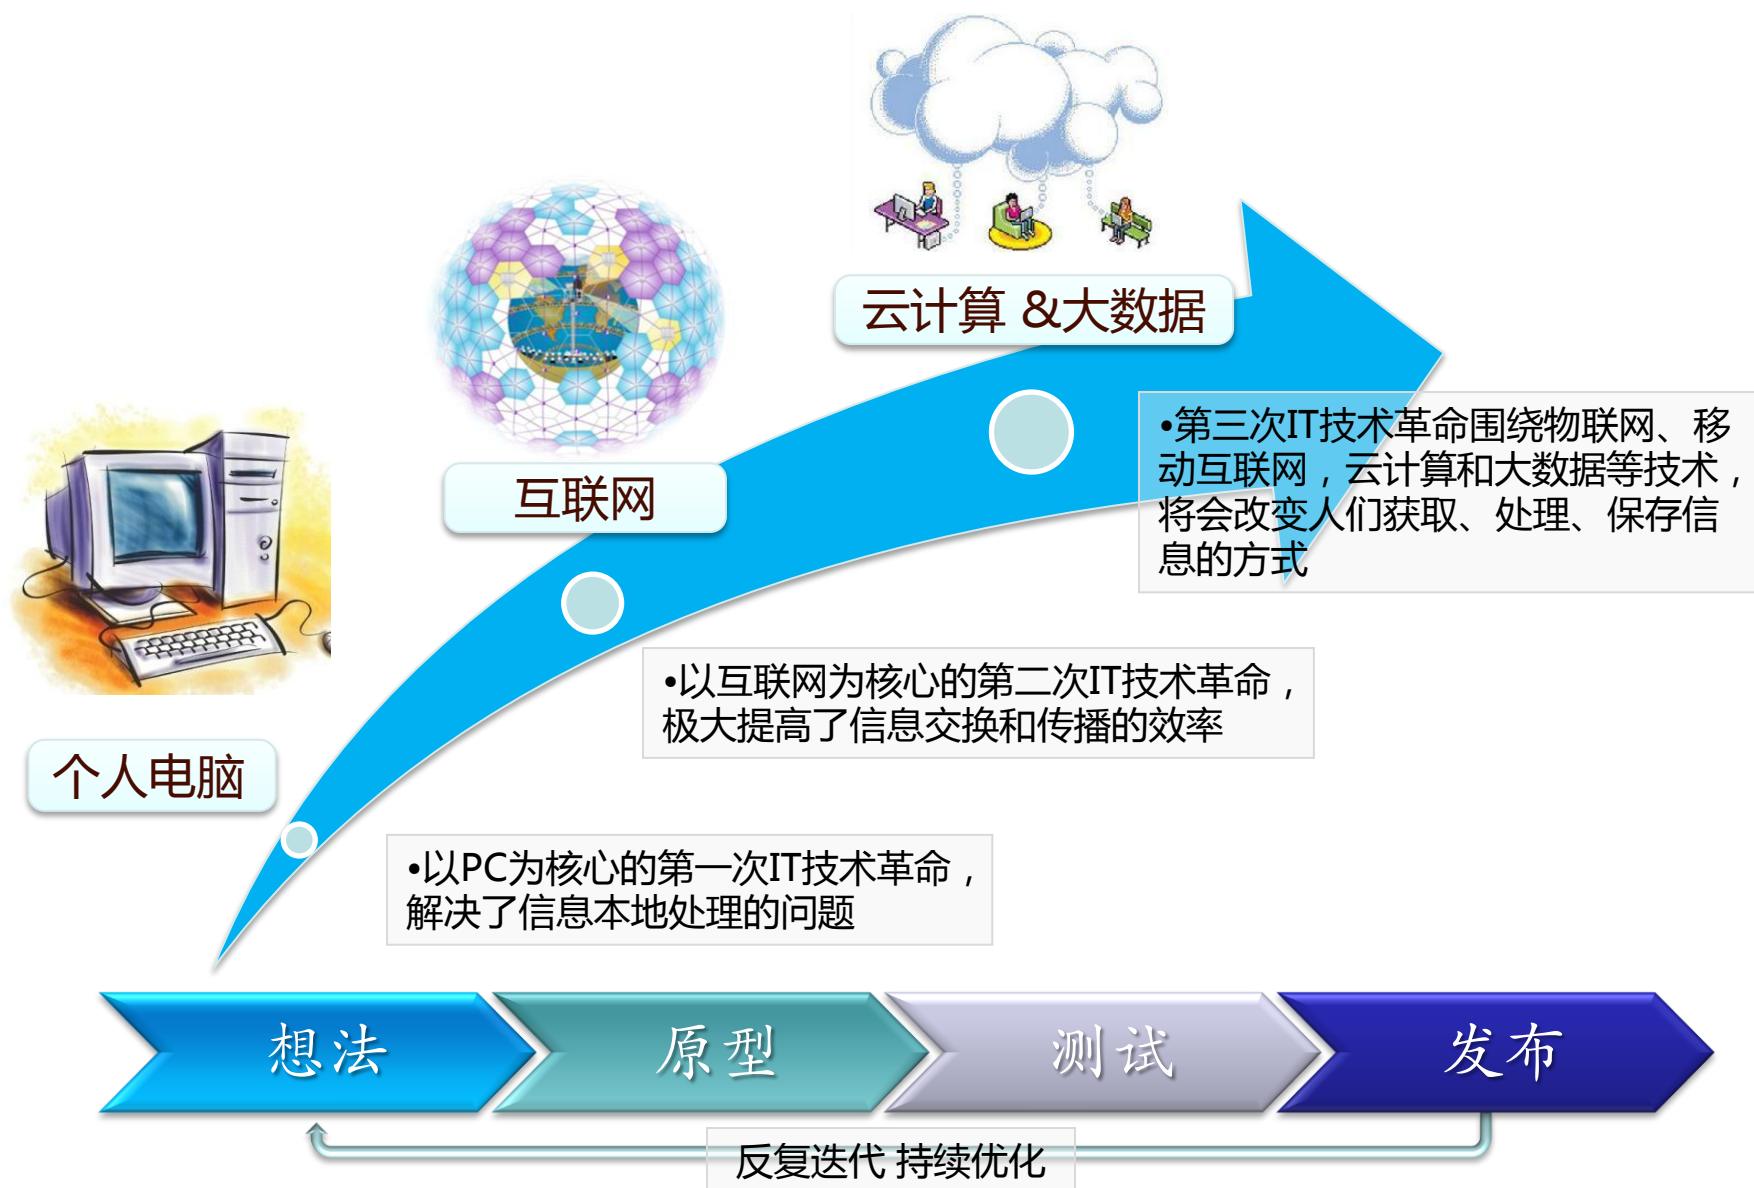 云计算 &大数据
•第三次IT技术革命围绕物联网、移
动互联网，云计算和大数据等技术，
将会改变人们获取、处理、保存信
息的方式
互联网
•以互联网为核心的第二次IT技术革命，
极大提高了信息交换和传播的效率
个人电脑
•以PC为核心的第一次IT技术革命，
解决了信息本地处理的问题
想法
原型
测试
发布
反复迭代 持续优化